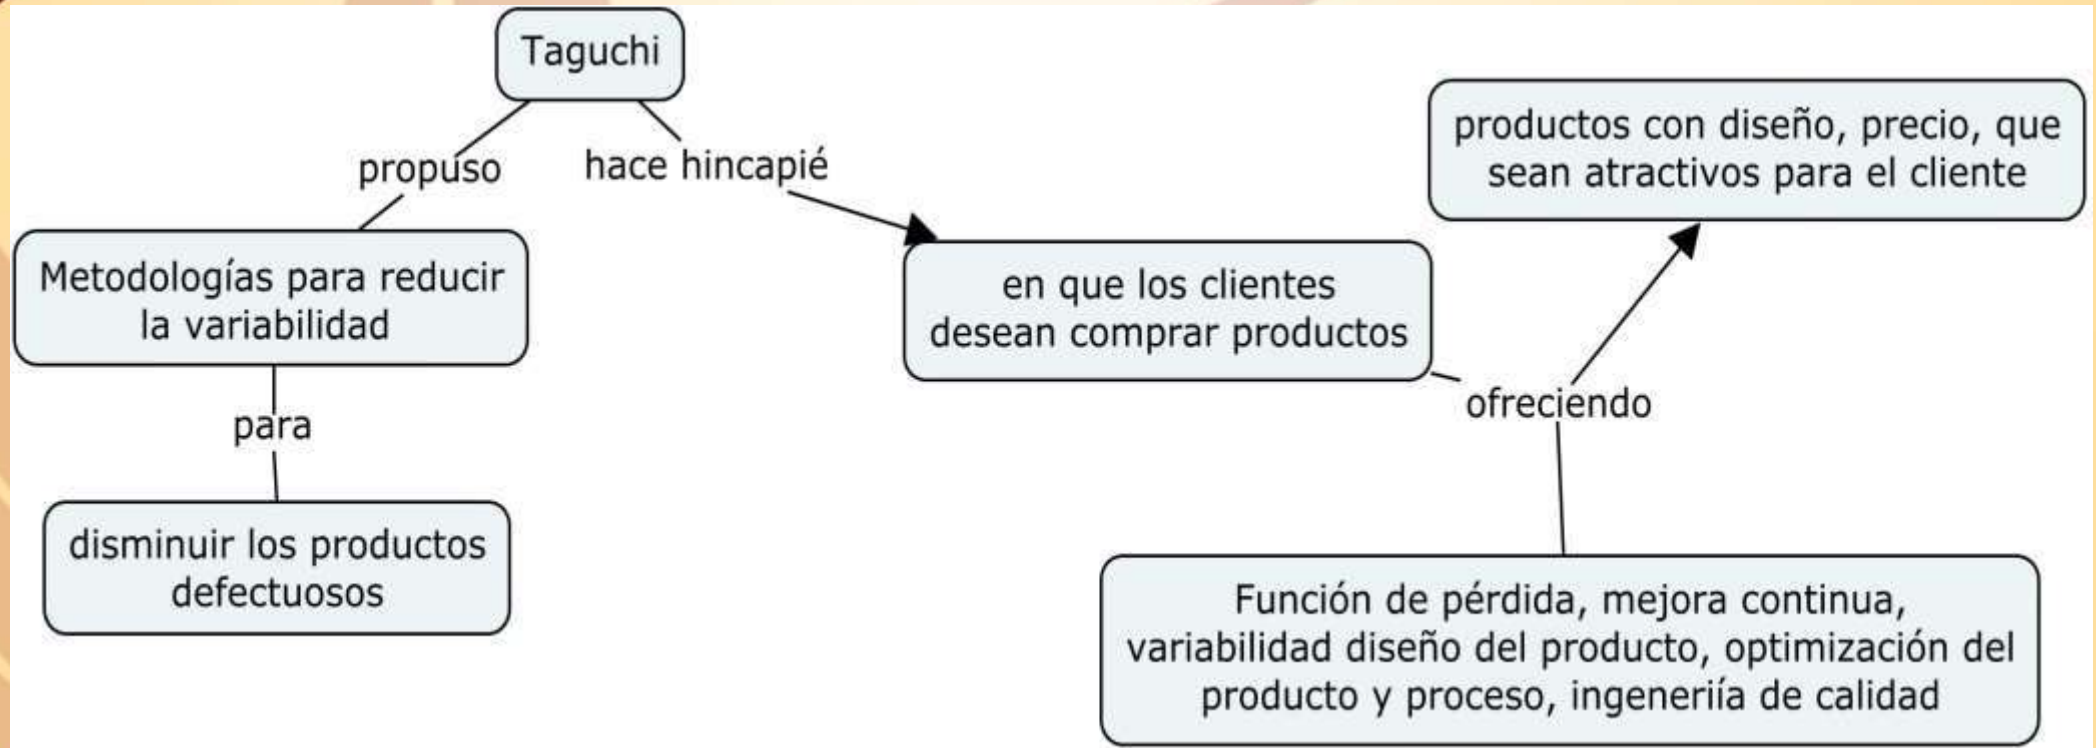 Taguchi
propuso
hace hincapié
productos con diseño, precio, que
sean atractivos para el cliente
Metodologías para reducir
la variabilidad
en que los clientes
desean comprar productos
para
ofreciendo
disminuir los productos
defectuosos
Función de pérdida, mejora continua,
variabilidad diseño del producto, optimización del
producto y proceso, ingeneriía de calidad